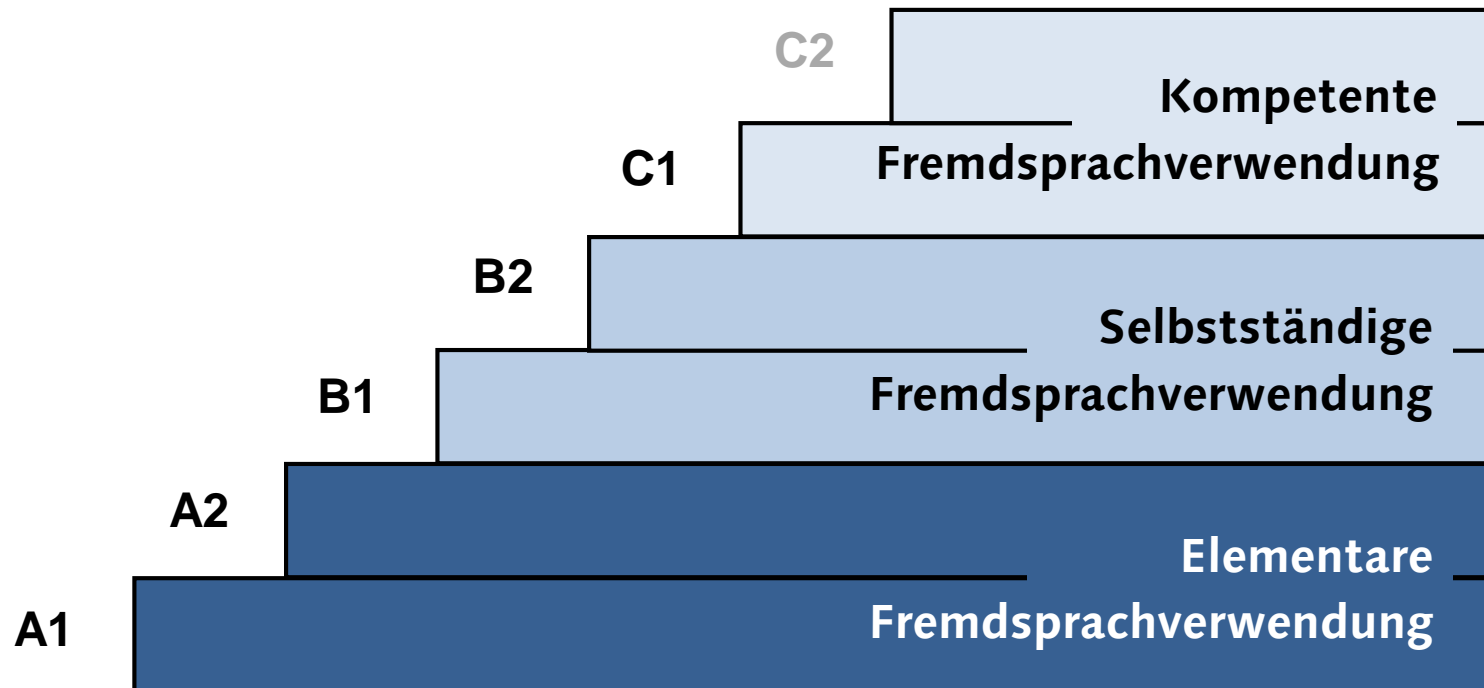 C2
Kompetente
C1
Fremdsprachverwendung
B2
Selbstständige
B1
Fremdsprachverwendung
A2
Elementare
A1
Fremdsprachverwendung